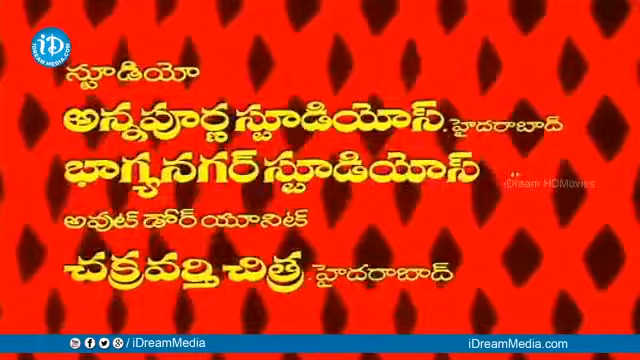 iD
iDREAMMEDIA.COM
స్టూడియో
అన్నపూర్ణ స్టూడియోస్. హైదరాబాద్
భాగ్యనగర్ స్టూడియోస్
iDream HDMovies
అవుట్ డోర్ యూనిట్
చక్రవర్తి చిత్ర .. హైదరాబాద్
/ iDreamMedia
iDreamMedia.com